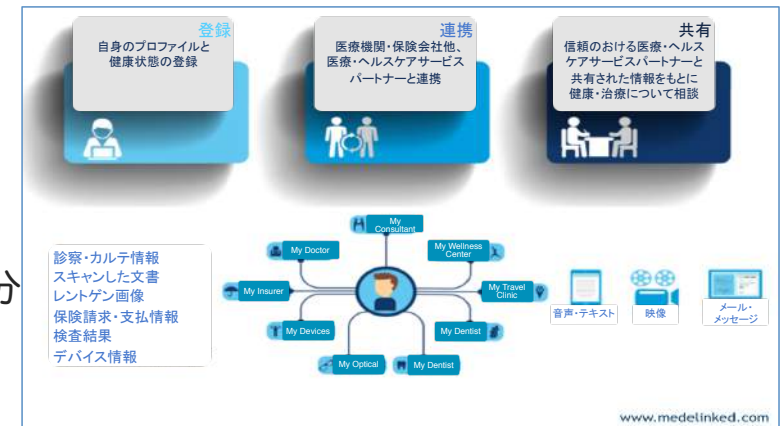 登録
自身のプロファイルと
健康状態の登録
連携
医療機関・保険会社他、
医療・ヘルスケアサービス
パートナーと連携
共有
信頼のおける医療・ヘルス
ケアサービスパートナーと
共有された情報をもとに
健康・治療について相談
分
診察・カルテ情報
スキャンした文書
レントゲン画像
保険請求・支払情報
検査結果
デバイス情報
My
Consultant
My Doctor
My Wellness
Center
My Insurer
My Travel
Clinic
My Devices
My Dentist
My Optical
My Dentist
音声・テキスト
映像
メール・
メッセージ
www.medelinked.com